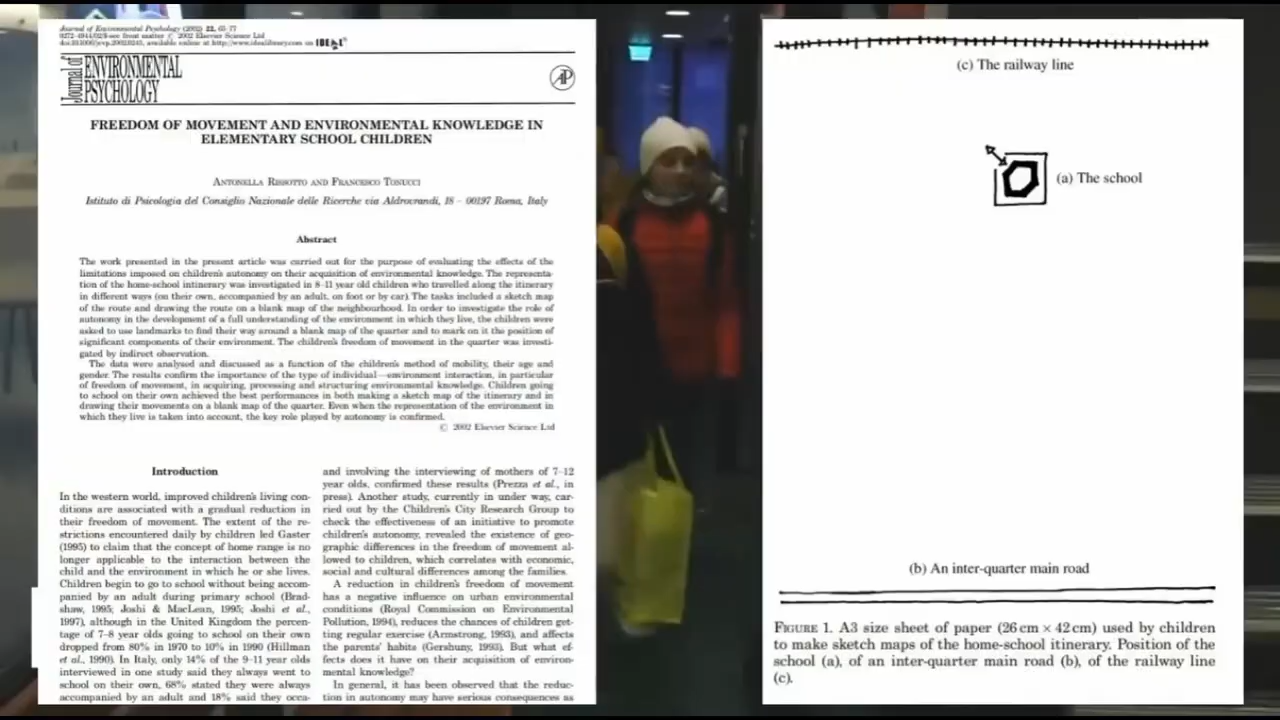 Journal of Environmental Psychology (2002) 22, 65-77
0272-4944/02/$-see front matter © 2002 Elsevier Science Ltd
available online at http://www.idealibrary.com on IDEAL®
Journal of
ENVIRONMENTAL
PSYCHOLOGY
AP
FREEDOM OF MOVEMENT AND ENVIRONMENTAL KNOWLEDGE IN
ELEMENTARY SCHOOL CHILDREN
ANTONELLA RISSOTTO AND FRANCESCO TONUCCI
Istituto di Psicologia del Consiglio Nazionale delle Ricerche via Aldrovandi, 18 – 00197 Roma, Italy
Abstract
The work presented in the present article was carried out for the purpose of evaluating the effects of the
limitations imposed on children's autonomy on their acquisition of environmental knowledge. The representa-
tion of the home-school intinerary was investigated in 8-11 year old children who travelled along the itinerary
in different ways (on their own, accompanied by an adult, on foot or by car). The tasks included a sketch map
of the route and drawing the route on a blank map of the neighbourhood. In order to investigate the role of
autonomy in the development of a full understanding of the environment in which they live, the children were
asked to use landmarks to find their way around a blank map of the quarter and to mark on it the position of
significant components of their environment. The children's freedom of movement in the quarter was investi-
gated by indirect observation.
The data were analysed and discussed as a function of the children's method of mobility, their age and
gender. The results confirm the importance of the type of individual—environment interaction, in particular
of freedom of movement, in acquiring, processing and structuring environmental knowledge. Children going
to school on their own achieved the best performances in both making a sketch map of the itinerary and in
drawing their movements on a blank map of the quarter. Even when the representation of the environment in
which they live is taken into account, the key role played by autonomy is confirmed.
© 2002 Elsevier Science Ltd
Introduction
In the western world, improved children's living con-
ditions are associated with a gradual reduction in
their freedom of movement. The extent of the re-
strictions encountered daily by children led Gaster
(1995) to claim that the concept of home range is no
longer applicable to the interaction between the
child and the environment in which he or she lives.
Children begin to go to school without being accom-
panied by an adult during primary school (Brad-
shaw, 1995; Joshi & MacLean, 1995; Joshi et al.,
1997), although in the United Kingdom the percen-
tage of 7-8 year olds going to school on their own
dropped from 80% in 1970 to 10% in 1990 (Hillman
et al., 1990). In Italy, only 14% of the 9-11 year olds
interviewed in one study said they always went to
school on their own, 68% stated they were always
accompanied by an adult and 18% said they occa-
and involving the interviewing of mothers of 7-12
year olds, confirmed these results (Prezza et al., in
press). Another study, currently in under way, car-
ried out by the Children's City Research Group to
check the effectiveness of an initiative to promote
children's autonomy, revealed the existence of geo-
graphic differences in the freedom of movement al-
lowed to children, which correlates with economic,
social and cultural differences among the families.
A reduction in children's freedom of movement
has a negative influence on urban environmental
conditions (Royal Commission on Environmental
Pollution, 1994), reduces the chances of children get-
ting regular exercise (Armstrong, 1993), and affects
the parents' habits (Gershuny, 1993). But what ef-
fects does it have on their acquisition of environ-
mental knowledge?
In general, it has been observed that the reduc-
tion in autonomy may have serious consequences as
(c) The railway line
(a) The school
(b) An inter-quarter main road
FIGURE 1. A3 size sheet of paper (26 cm × 42 cm) used by children
to make sketch maps of the home-school itinerary. Position of the
school (a), of an inter-quarter main road (b), of the railway line
(c).